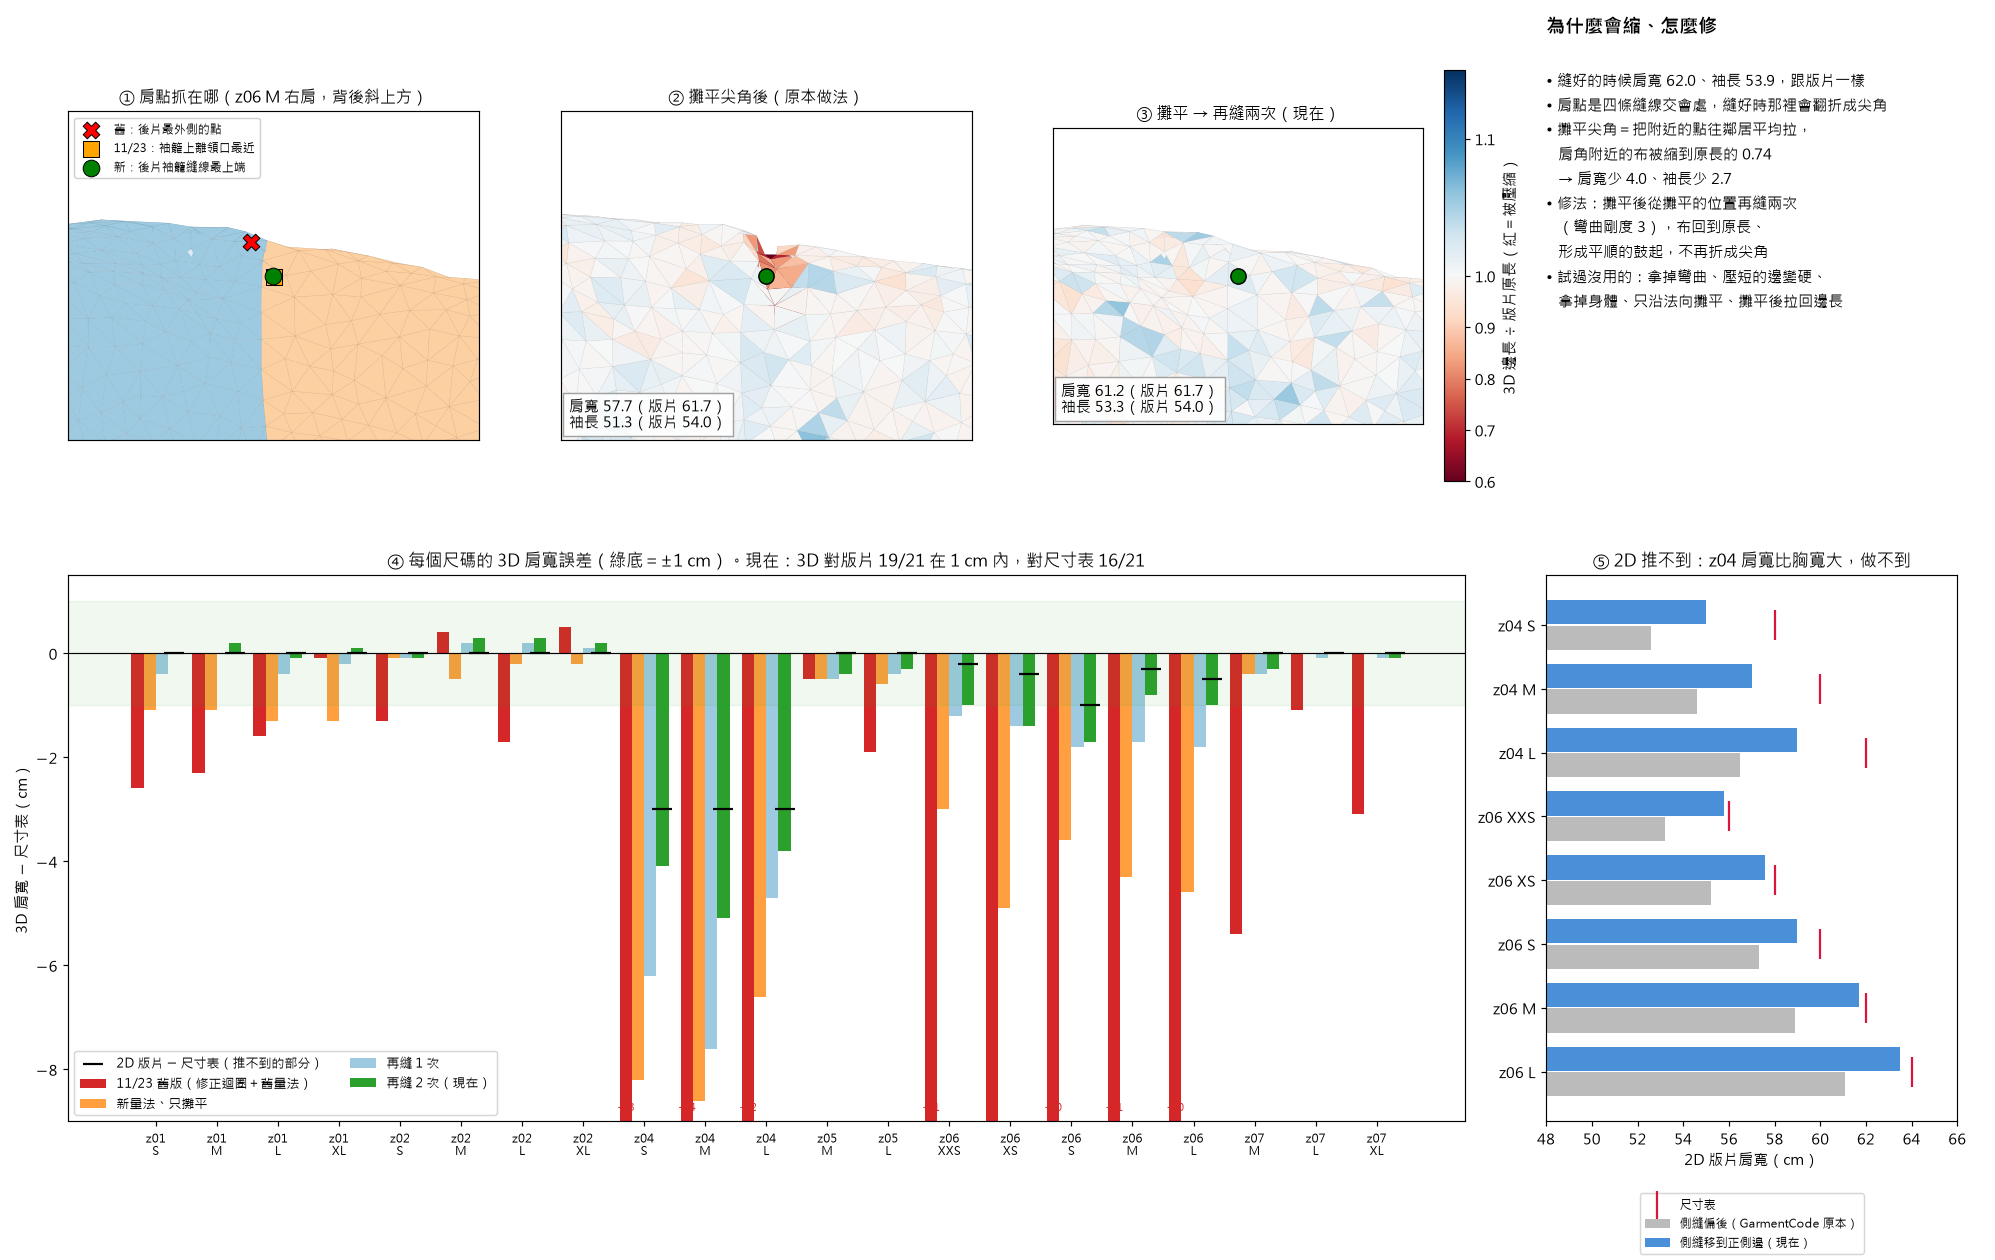 為什麼會縮、怎麼修
• 縫好的時候肩寬 62.0、袖長 53.9，跟版片一樣
• 肩點是四條縫線交會處，縫好時那裡會翻折成尖角
• 攤平尖角＝把附近的點往鄰居平均拉，
肩角附近的布被縮到原長的 0.74
→ 肩寬少 4.0、袖長少 2.7
• 修法：攤平後從攤平的位置再縫兩次
（彎曲剛度 3），布回到原長、
形成平順的鼓起，不再折成尖角
• 試過沒用的：拿掉彎曲、壓短的邊變硬、
拿掉身體、只沿法向攤平、攤平後拉回邊長
① 肩點抓在哪（z06 M 右肩，背後斜上方）
舊：後片最外側的點
11/23：袖籠上離領口最近
新：後片袖籠縫線最上端
② 攤平尖角後（原本做法）
肩寬 57.7（版片 61.7）
袖長 51.3（版片 54.0）
③ 攤平 → 再縫兩次（現在）
肩寬 61.2（版片 61.7）
袖長 53.3（版片 54.0）
1.1
1.0
0.9
0.8
0.7
0.6
3D 邊長 ÷ 版片原長（紅＝被壓縮）
④ 每個尺碼的 3D 肩寬誤差（綠底＝±1 cm）。現在：3D 對版片 19/21 在 1 cm 內，對尺寸表 16/21
3D 肩寬 − 尺寸表（cm）
0
−2
−4
−6
−8
2D 版片 − 尺寸表（推不到的部分）
11/23 舊版（修正迴圈＋舊量法）
新量法、只攤平
再縫 1 次
再縫 2 次（現在）
z01 S
z01 M
z01 L
z01 XL
z02 S
z02 M
z02 L
z02 XL
z04 S
z04 M
z04 L
z05 M
z05 L
z06 XXS
z06 XS
z06 S
z06 M
z06 L
z07 M
z07 L
z07 XL
⑤ 2D 推不到：z04 肩寬比胸寬大，做不到
z04 S
z04 M
z04 L
z06 XXS
z06 XS
z06 S
z06 M
z06 L
48 50 52 54 56 58 60 62 64 66
2D 版片肩寬（cm）
尺寸表
側縫偏後（GarmentCode 原本）
側縫移到正側邊（現在）